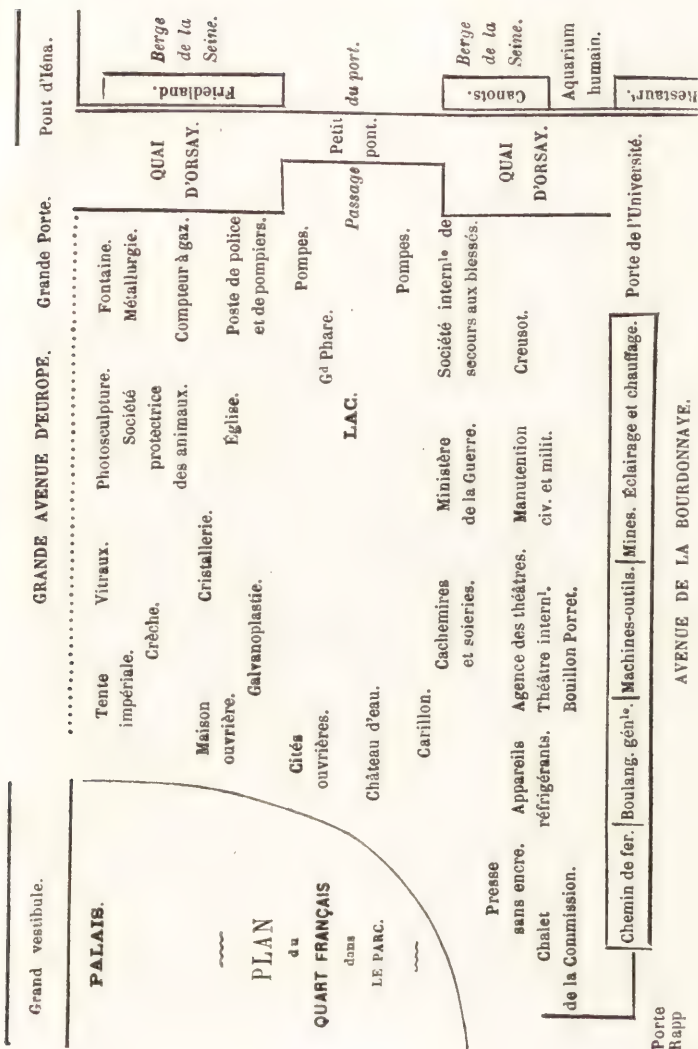 Grand vestibule.
GRANDE AVENUE D'EUROPE.
Grande Porte.
Pont d'Iéna.
PALAIS.
PLAN
du
QUART FRANÇAIS
dans
LE PARC.
Tente
impériale.
Vitraux.
Crèche.
Photosculpture.
Société
protectrice
des animaux.
Fontaine.
Métallurgie.
Compteur à gaz.
QUAI
D'ORSAY.
Friedland.
Berge
de la
Seine.
Maison
ouvrière.
Cristallerie.
Galvanoplastie.
Église.
Poste de police
et de pompiers.
Cités
ouvrières.
Château d'eau.
Carillon.
LAC.
Gd Phare.
Pompes.
Pompes.
Passage
du port.
Petit
pont.
Cachemires
et soieries.
Ministère
de la Guerre.
Société internle de
secours aux blessés.
QUAI
D'ORSAY.
Canots.
Berge
de la
Seine.
Presse
sans encre.
Chalet
de la Commission.
Appareils
réfrigérants.
Agence des théâtres.
Théâtre internl.
Bouillon Porret.
Manutention
civ. et milit.
Creusot.
Aquarium
humain.
Restaurt.
Chemin de fer.
Boulang. génle.
Machines-outils.
Mines. Éclairage et chauffage.
Porte de l'Université.
Porte
Rapp
AVENUE DE LA BOURDONNAYE.